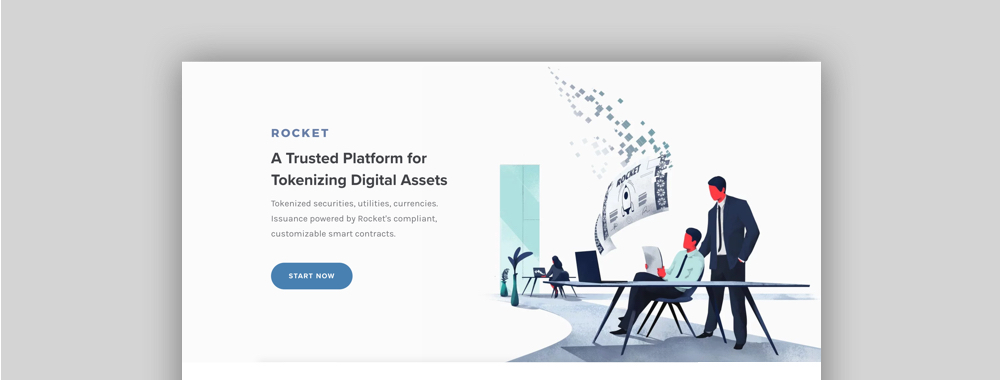 ROCKET
A Trusted Platform for
Tokenizing Digital Assets
Tokenized securities, utilities, currencies.
Issuance powered by Rocket's compliant,
customizable smart contracts.
START NOW
ROCKET